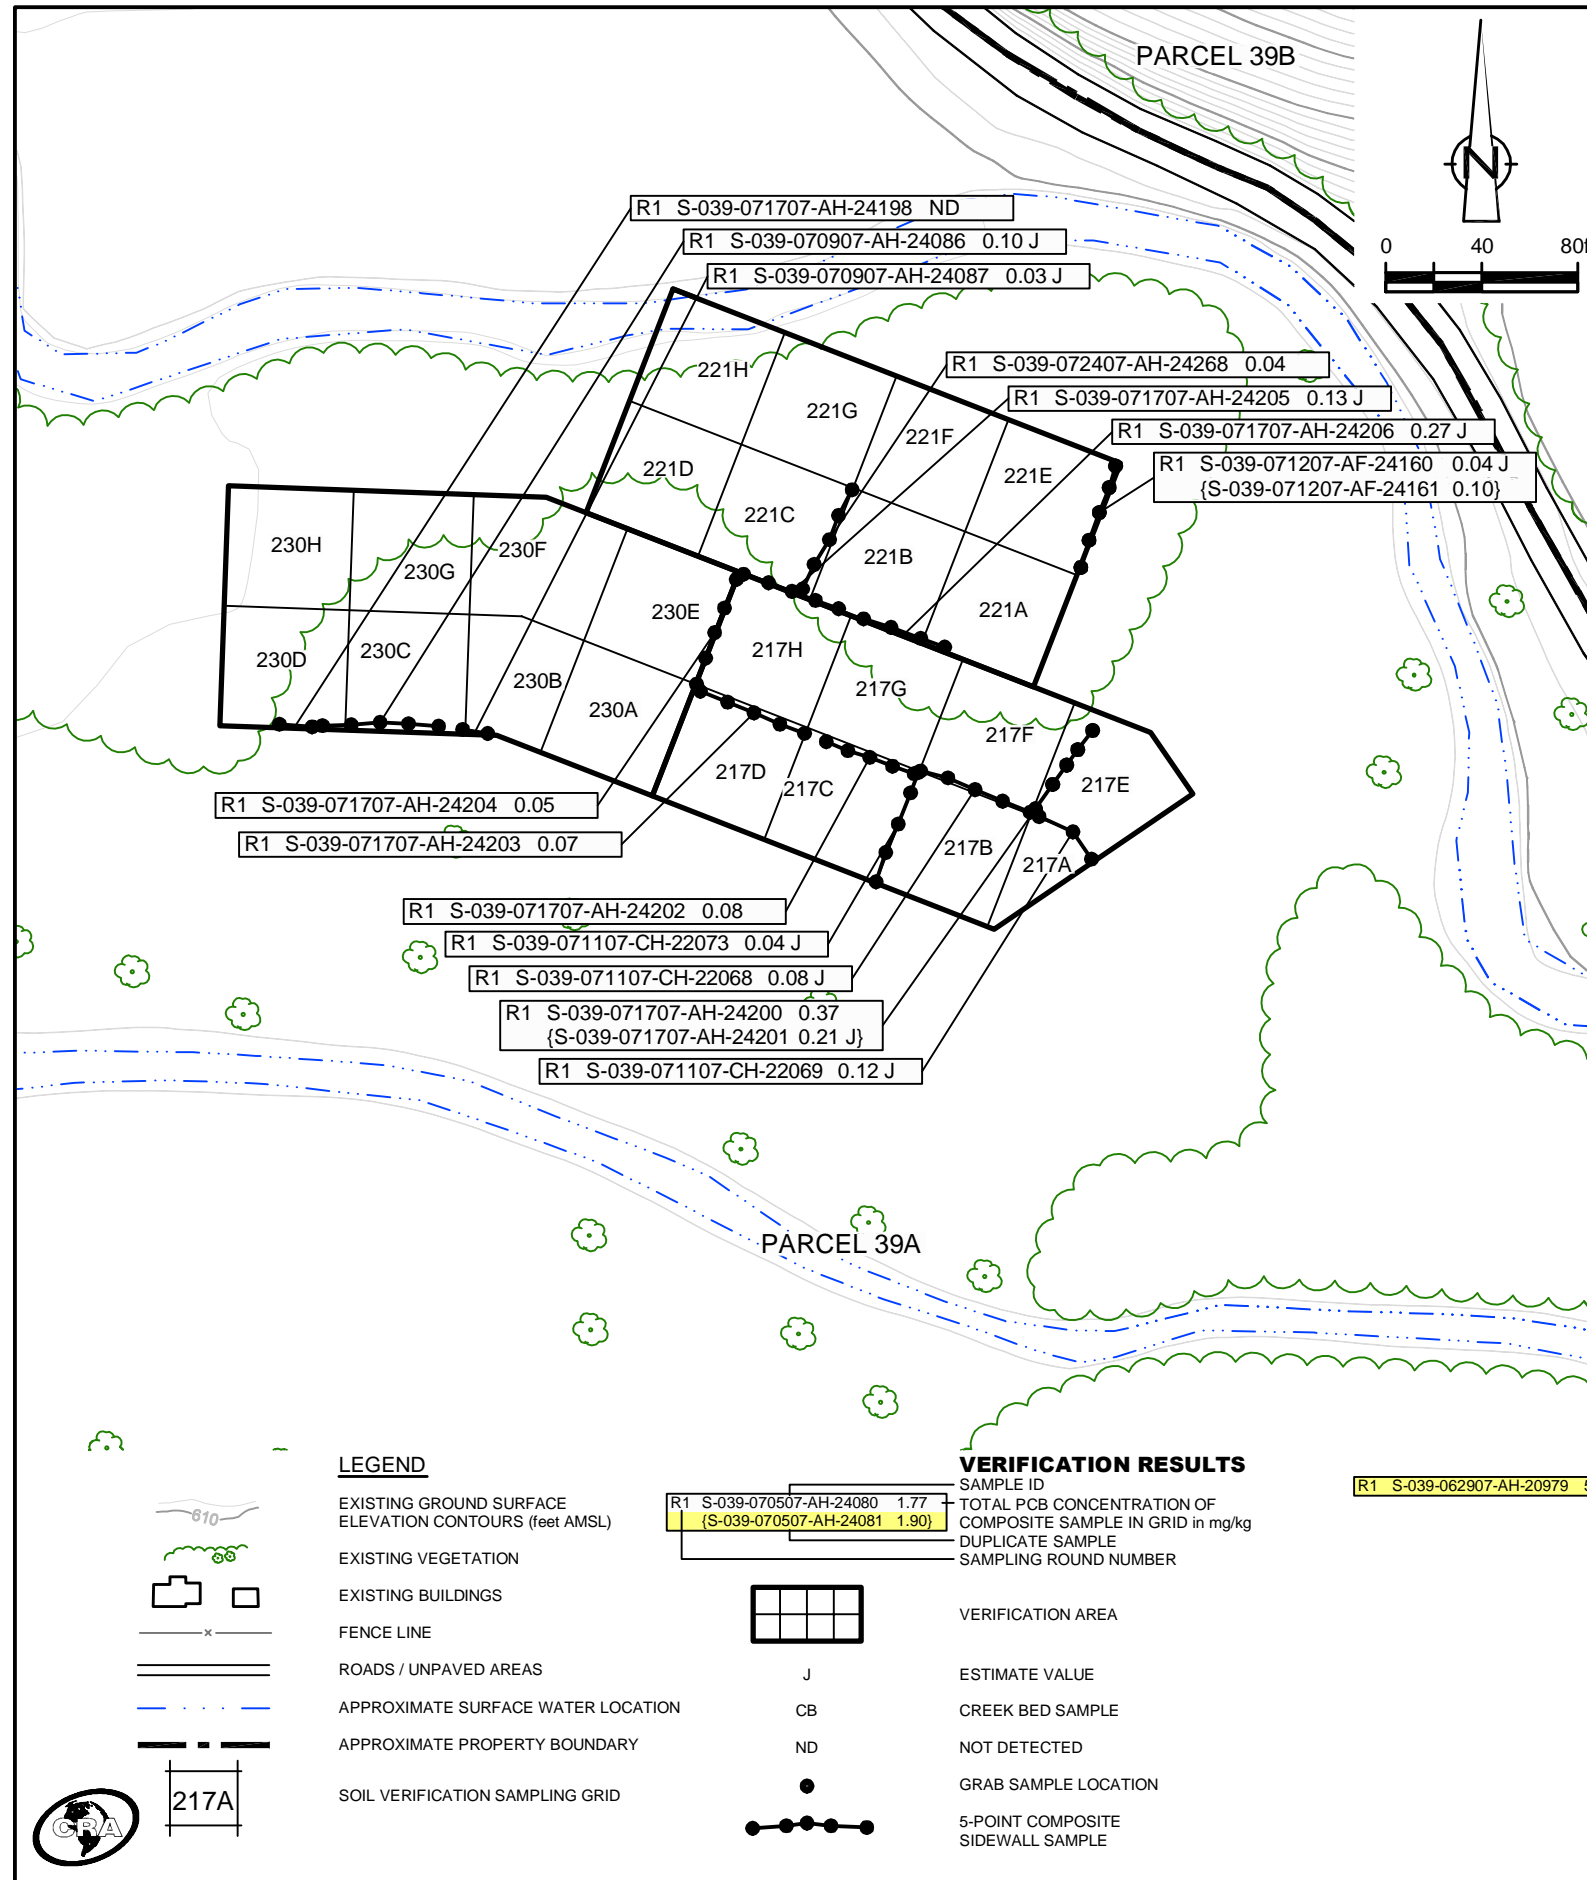 PARCEL 39B
N
0 40 80f
R1 S-039-071707-AH-24198 ND
R1 S-039-070907-AH-24086 0.10 J
R1 S-039-070907-AH-24087 0.03 J
R1 S-039-072407-AH-24268 0.04
R1 S-039-071707-AH-24205 0.13 J
R1 S-039-071707-AH-24206 0.27 J
R1 S-039-071207-AF-24160 0.04 J
{S-039-071207-AF-24161 0.10}
221H
221G
221F
221E
221D
221C
221B
221A
230H
230G
230F
230E
230D
230C
230B
230A
217H
217G
217F
217E
217D
217C
217B
217A
R1 S-039-071707-AH-24204 0.05
R1 S-039-071707-AH-24203 0.07
R1 S-039-071707-AH-24202 0.08
R1 S-039-071107-CH-22073 0.04 J
R1 S-039-071107-CH-22068 0.08 J
R1 S-039-071707-AH-24200 0.37
{S-039-071707-AH-24201 0.21 J}
R1 S-039-071107-CH-22069 0.12 J
PARCEL 39A
LEGEND
610
EXISTING GROUND SURFACE
ELEVATION CONTOURS (feet AMSL)
EXISTING VEGETATION
EXISTING BUILDINGS
x
FENCE LINE
ROADS / UNPAVED AREAS
APPROXIMATE SURFACE WATER LOCATION
APPROXIMATE PROPERTY BOUNDARY
217A
SOIL VERIFICATION SAMPLING GRID
CRA
VERIFICATION RESULTS
R1 S-039-070507-AH-24080 1.77
{S-039-070507-AH-24081 1.90}
SAMPLE ID
TOTAL PCB CONCENTRATION OF
COMPOSITE SAMPLE IN GRID in mg/kg
DUPLICATE SAMPLE
SAMPLING ROUND NUMBER
R1 S-039-062907-AH-20979
VERIFICATION AREA
J ESTIMATE VALUE
CB CREEK BED SAMPLE
ND NOT DETECTED
GRAB SAMPLE LOCATION
5-POINT COMPOSITE
SIDEWALL SAMPLE